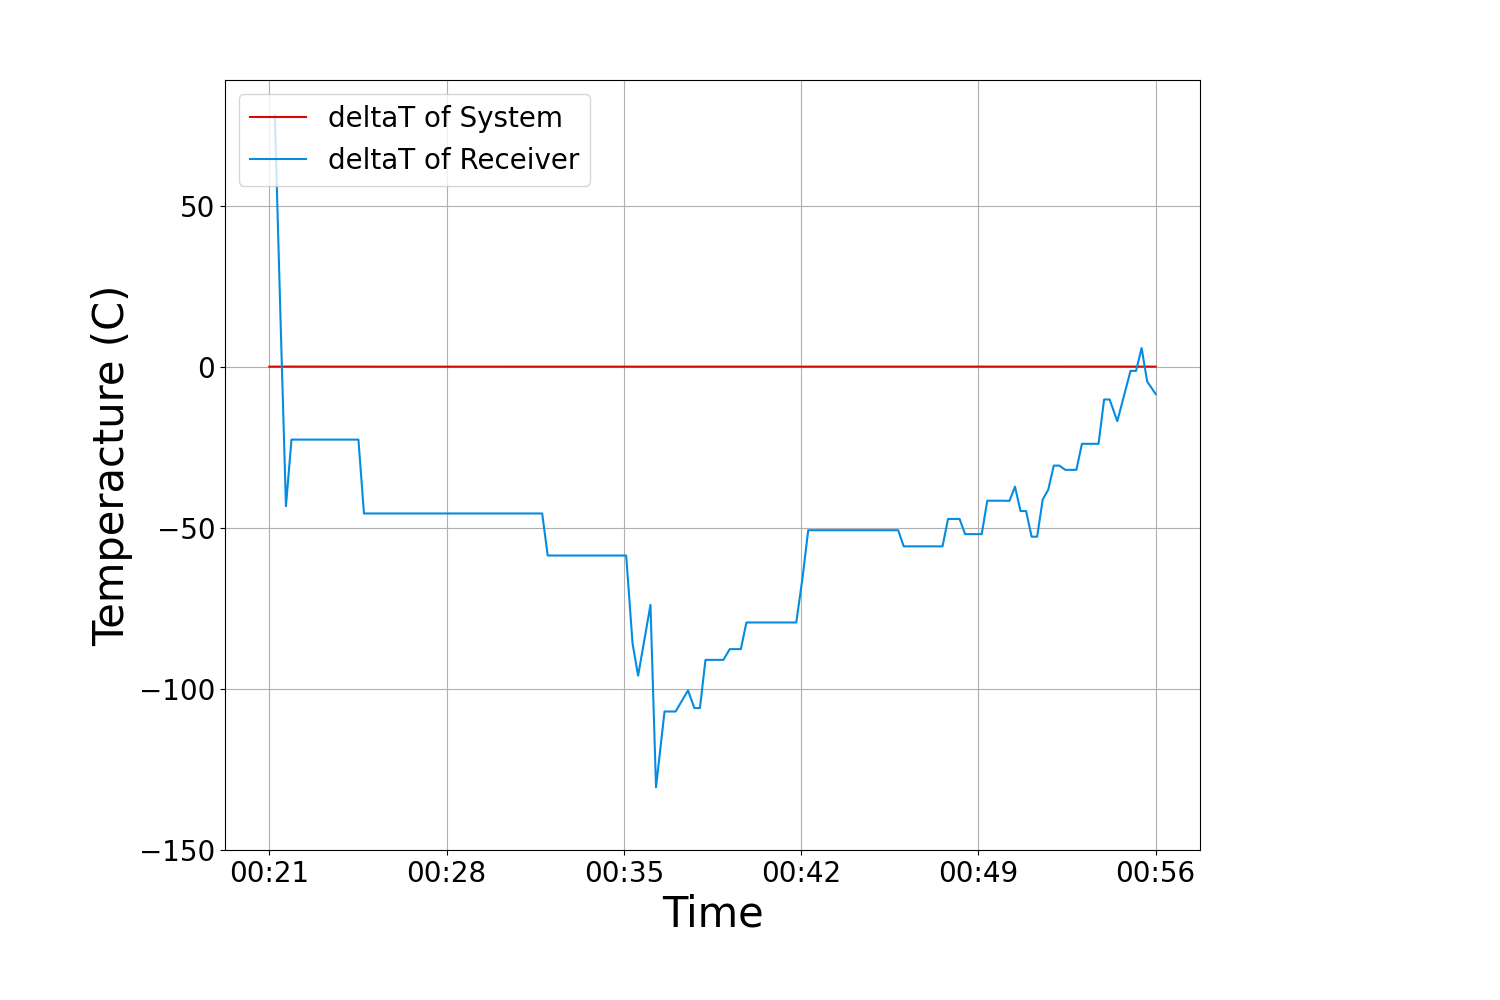 deltaT of System
deltaT of Receiver
Temperacture (C)
50
0
−50
−100
−150
00:21 00:28 00:35 00:42 00:49 00:56
Time